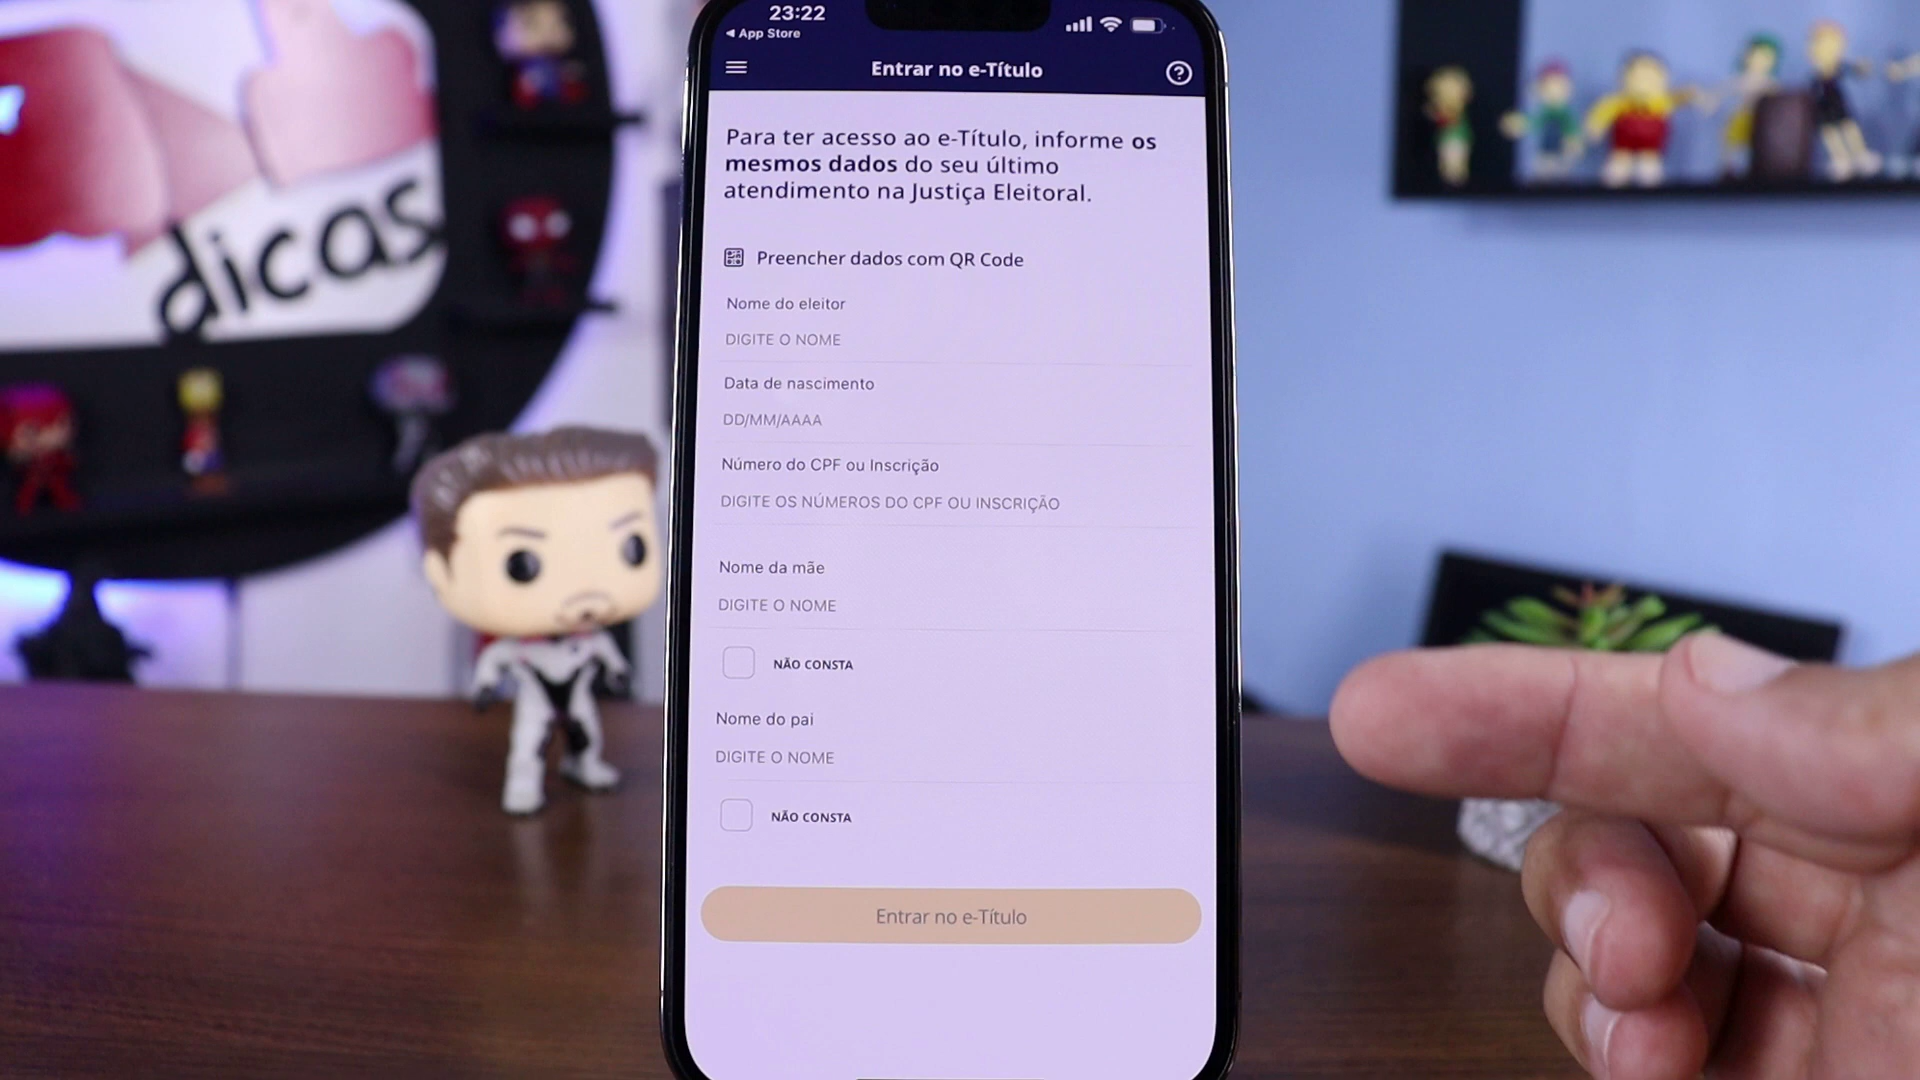 dicas
23:22
App Store
Entrar no e-Título
Para ter acesso ao e-Título, informe os
mesmos dados do seu último
atendimento na Justiça Eleitoral.
Preencher dados com QR Code
Nome do eleitor
DIGITE O NOME
Data de nascimento
DD/MM/AAAA
Número do CPF ou Inscrição
DIGITE OS NÚMEROS DO CPF OU INSCRIÇÃO
Nome da mãe
DIGITE O NOME
NÃO CONSTA
Nome do pai
DIGITE O NOME
NÃO CONSTA
Entrar no e-Título